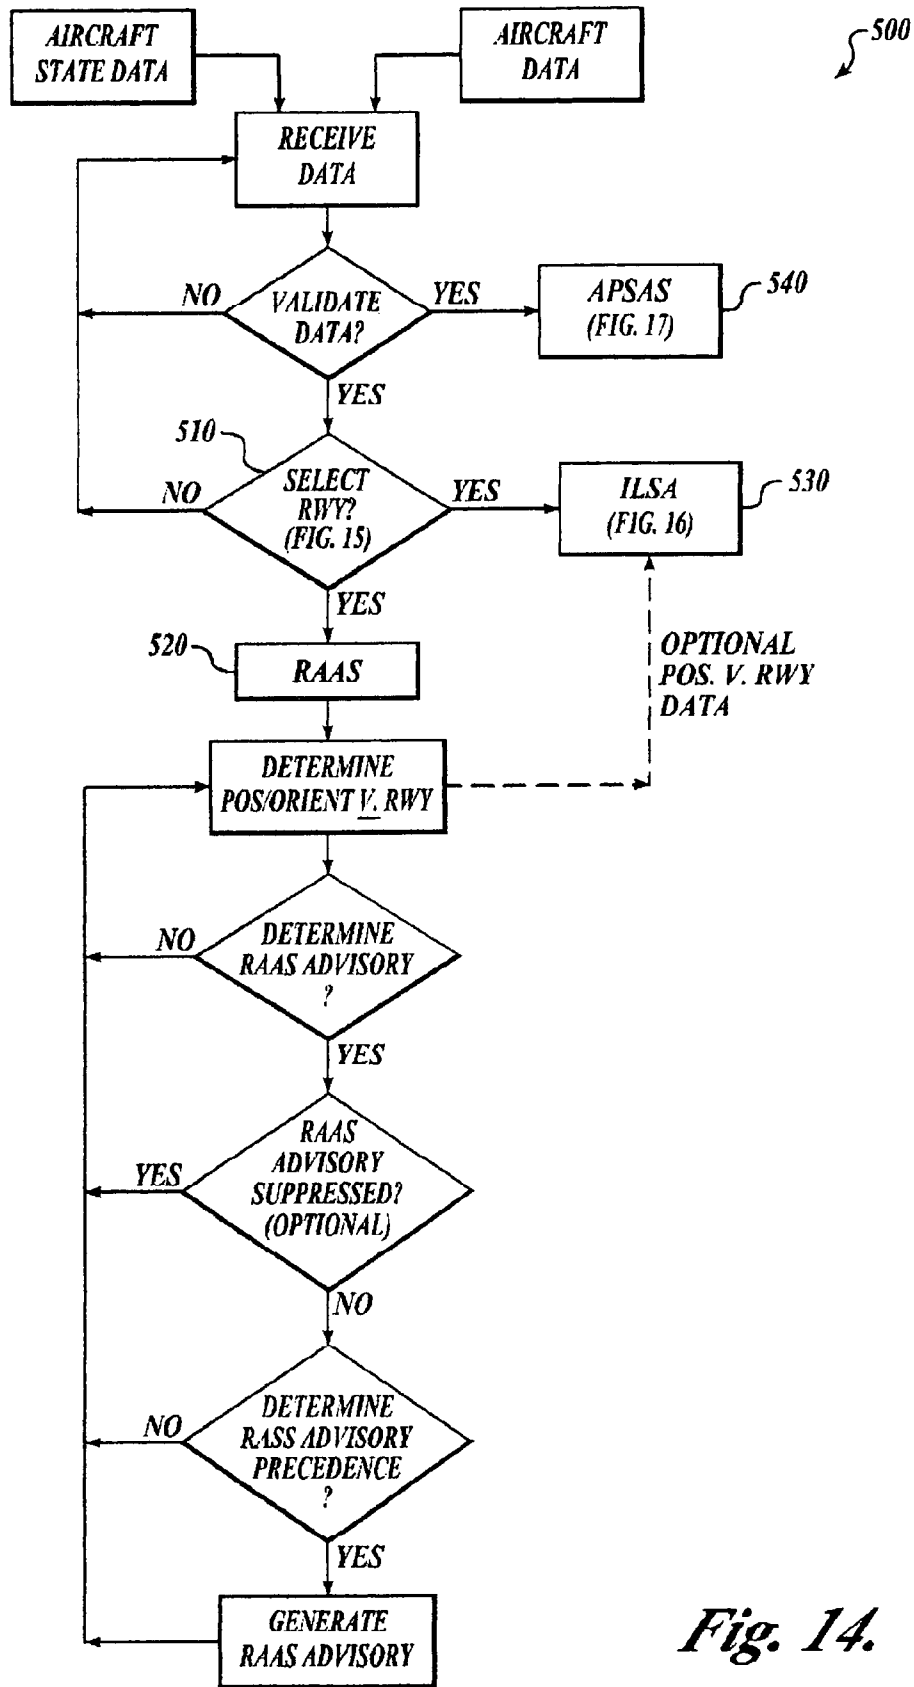 AIRCRAFT
STATE DATA
AIRCRAFT
DATA
500
RECEIVE
DATA
NO
VALIDATE
DATA?
YES
APSAS
(FIG. 17)
540
YES
510
NO
SELECT
RWY?
(FIG. 15)
YES
ILSA
(FIG. 16)
530
YES
520
RAAS
OPTIONAL
POS. V. RWY
DATA
DETERMINE
POS/ORIENT V. RWY
NO
DETERMINE
RAAS ADVISORY
?
YES
YES
RAAS
ADVISORY
SUPPRESSED?
(OPTIONAL)
NO
NO
DETERMINE
RASS ADVISORY
PRECEDENCE
?
YES
GENERATE
RAAS ADVISORY
Fig. 14.